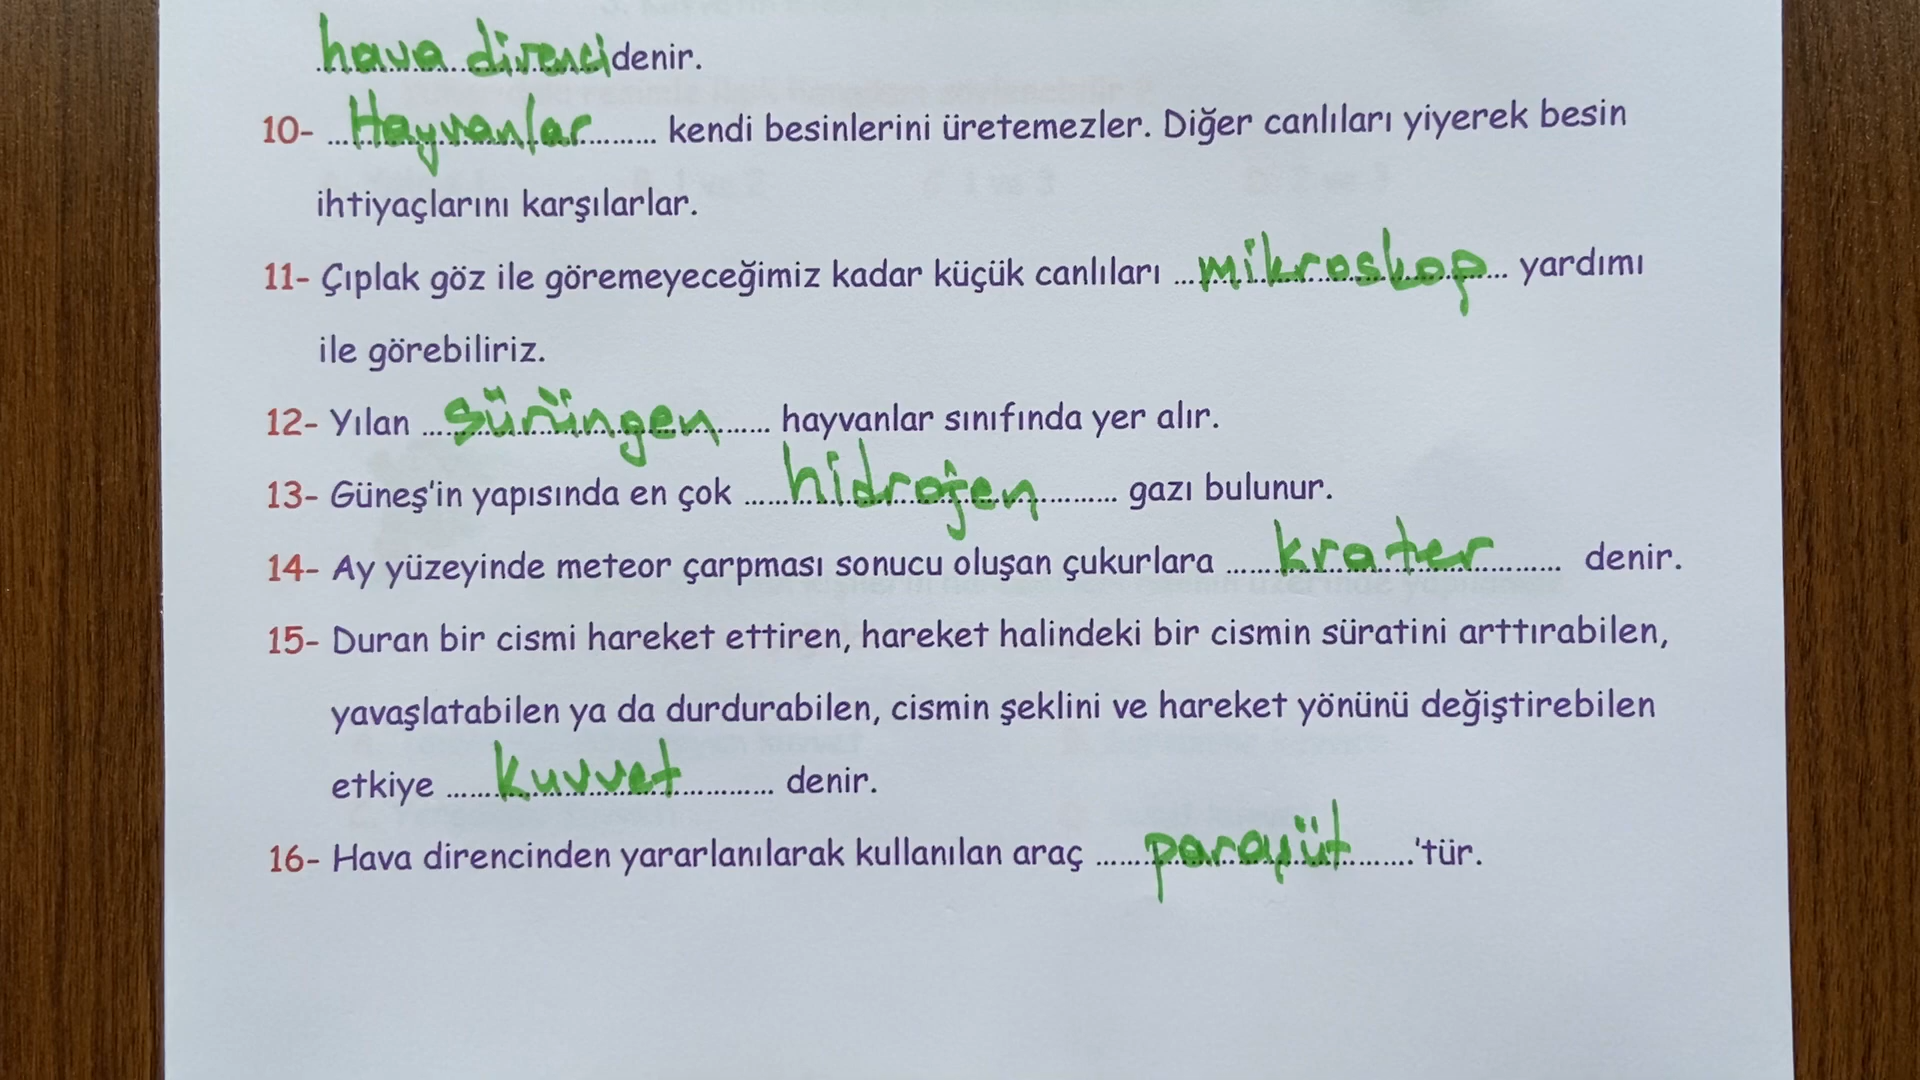 hava direnci denir.
10- ...Hayvanlar......... kendi besinlerini üretemezler. Diğer canlıları yiyerek besin
ihtiyaçlarını karşılarlar.
11- Çıplak göz ile göremeyeceğimiz kadar küçük canlıları ...mikroskop... yardımı
ile görebiliriz.
12- Yılan ...sürüngen...... hayvanlar sınıfında yer alır.
13- Güneş'in yapısında en çok ......hidrojen......... gazı bulunur.
14- Ay yüzeyinde meteor çarpması sonucu oluşan çukurlara ......krater......... denir.
15- Duran bir cismi hareket ettiren, hareket halindeki bir cismin süratini arttırabilen,
yavaşlatabilen ya da durdurabilen, cismin şeklini ve hareket yönünü değiştirebilen
etkiye ......kuvvet......... denir.
16- Hava direncinden yararlanılarak kullanılan araç ......paraşüt......'tür.